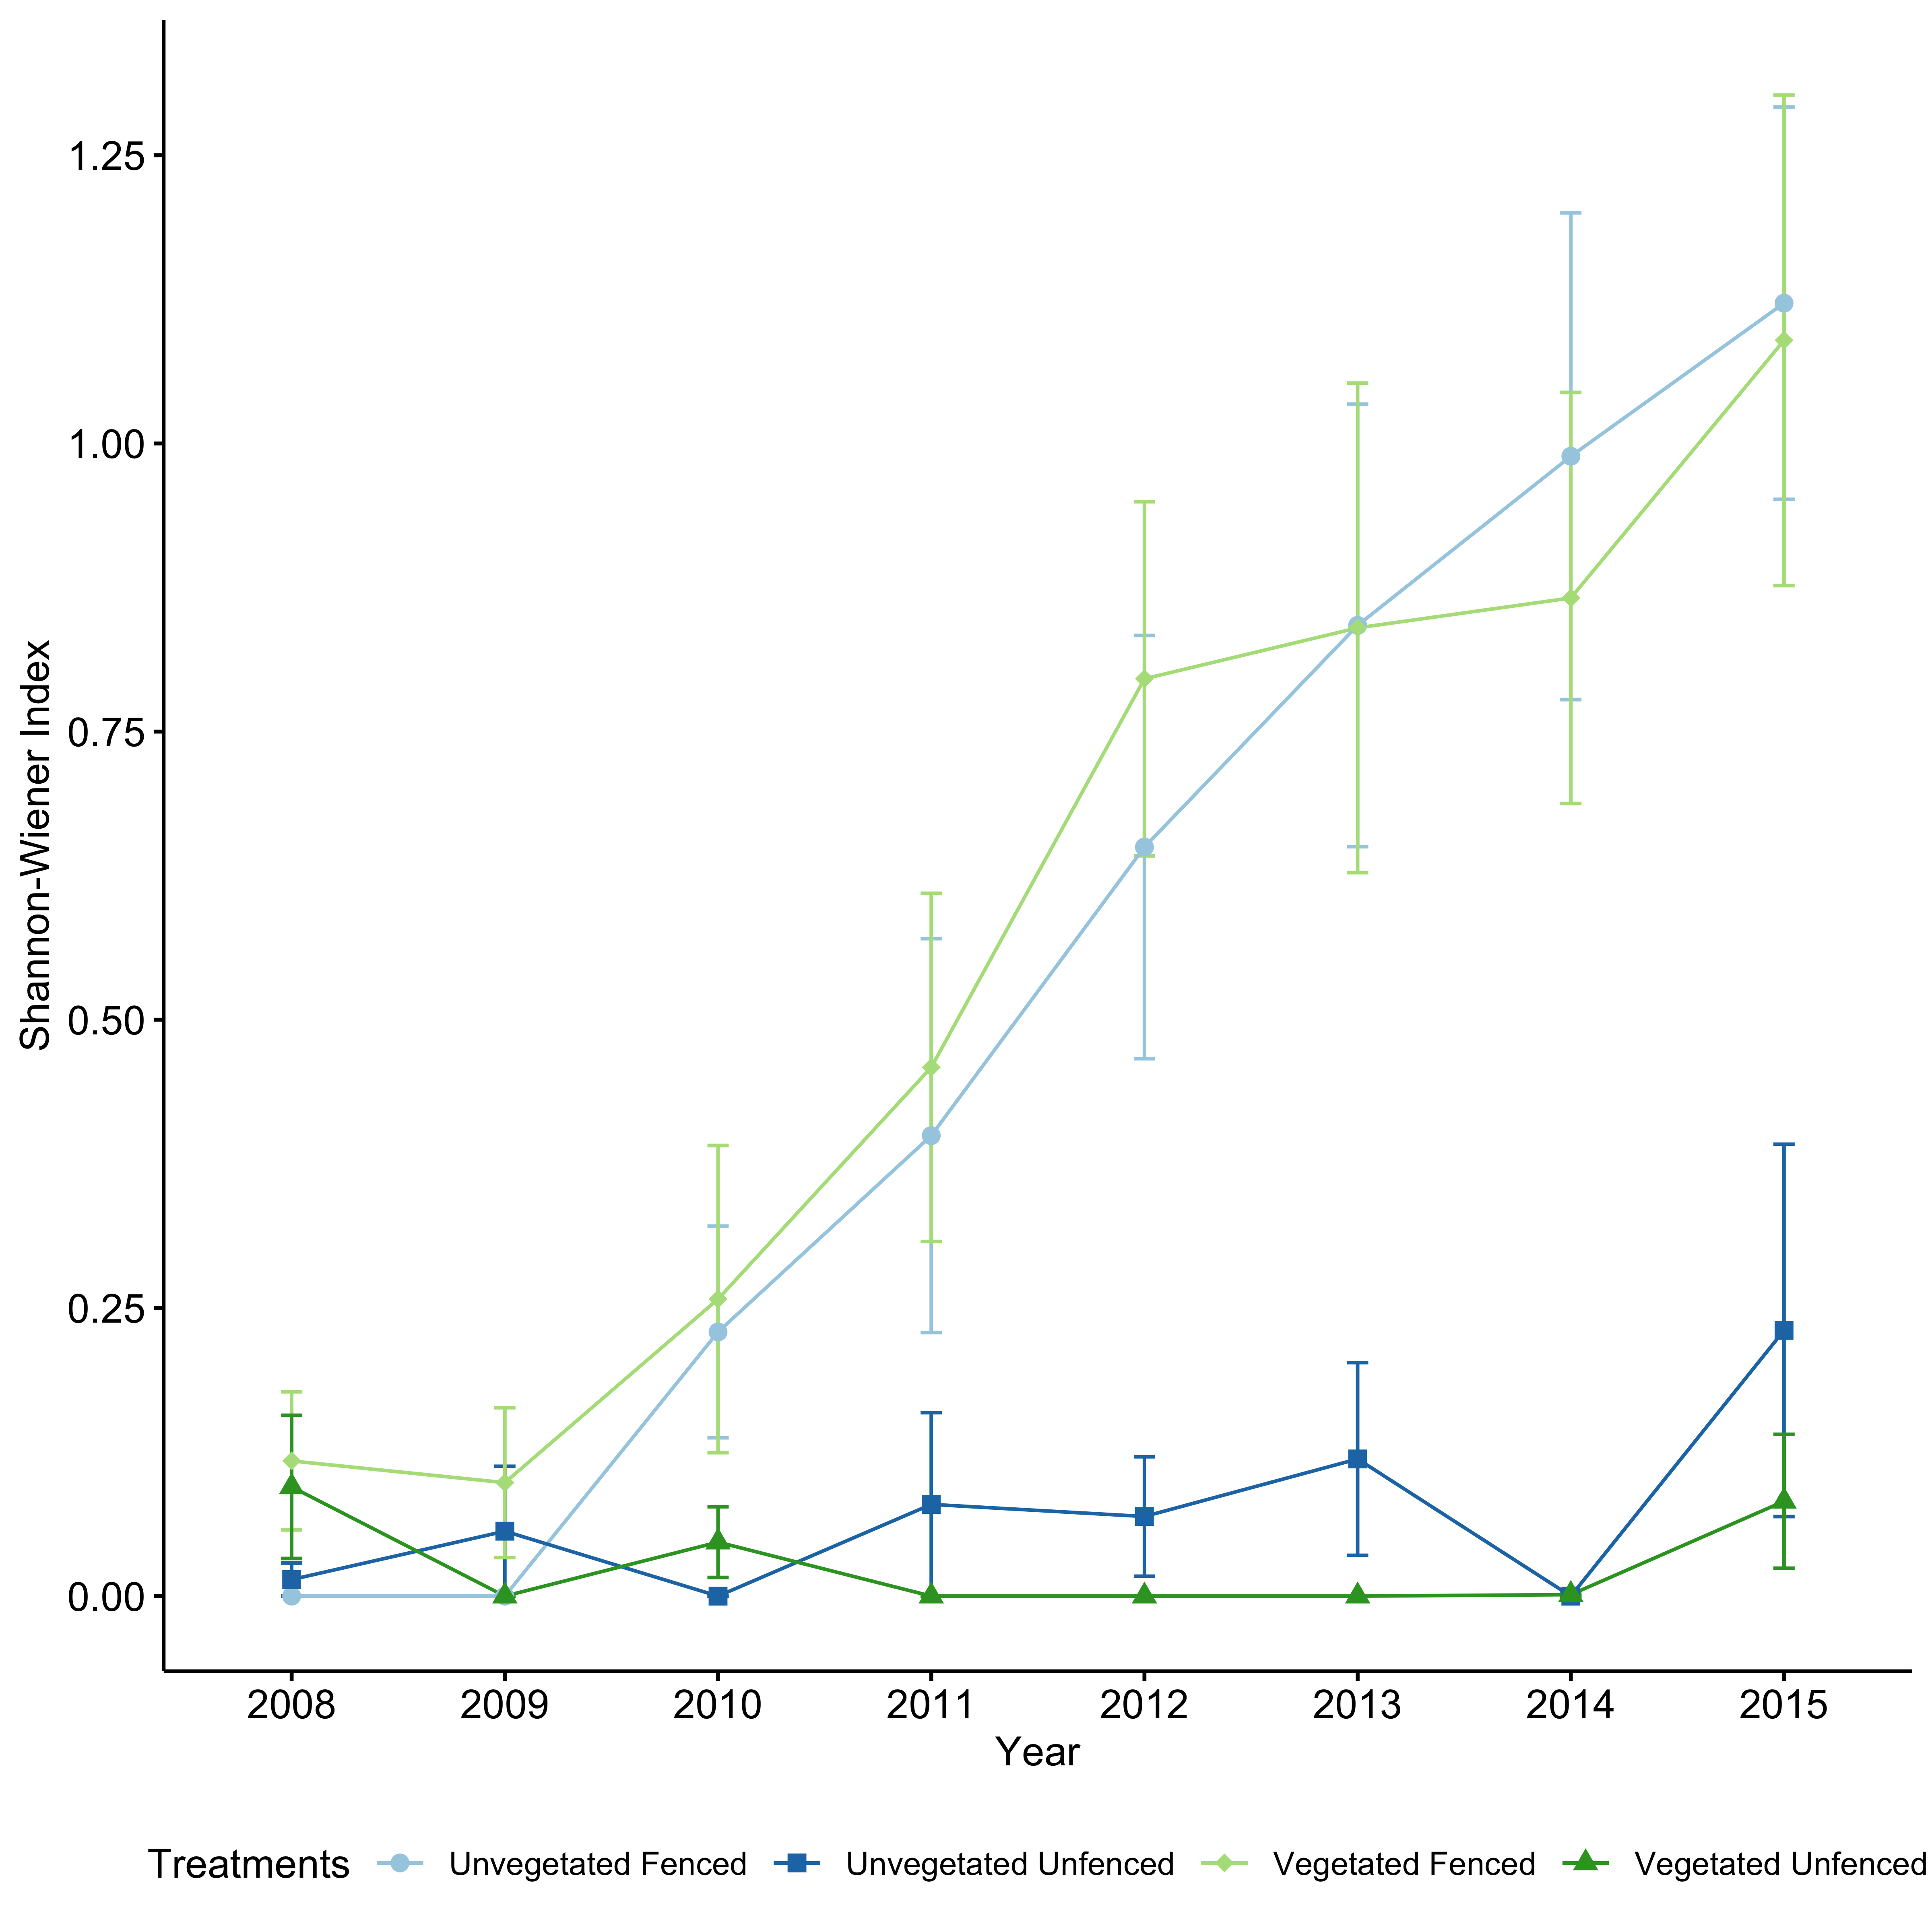 Shannon-Wiener Index
1.25
1.00
0.75
0.50
0.25
0.00
2008 2009 2010 2011 2012 2013 2014 2015
Year
Treatments Unvegetated Fenced Unvegetated Unfenced Vegetated Fenced Vegetated Unfenced